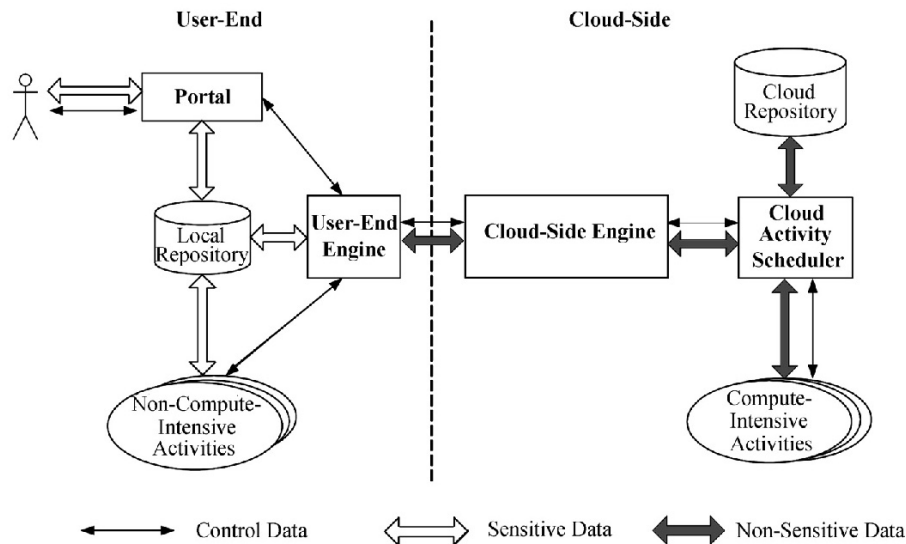 User-End
Cloud-Side
Portal
Cloud
Repository
Local
Repository
User-End
Engine
Cloud-Side Engine
Cloud
Activity
Scheduler
Non-Compute-
Intensive
Activities
Compute-
Intensive
Activities
Control Data
Sensitive Data
Non-Sensitive Data